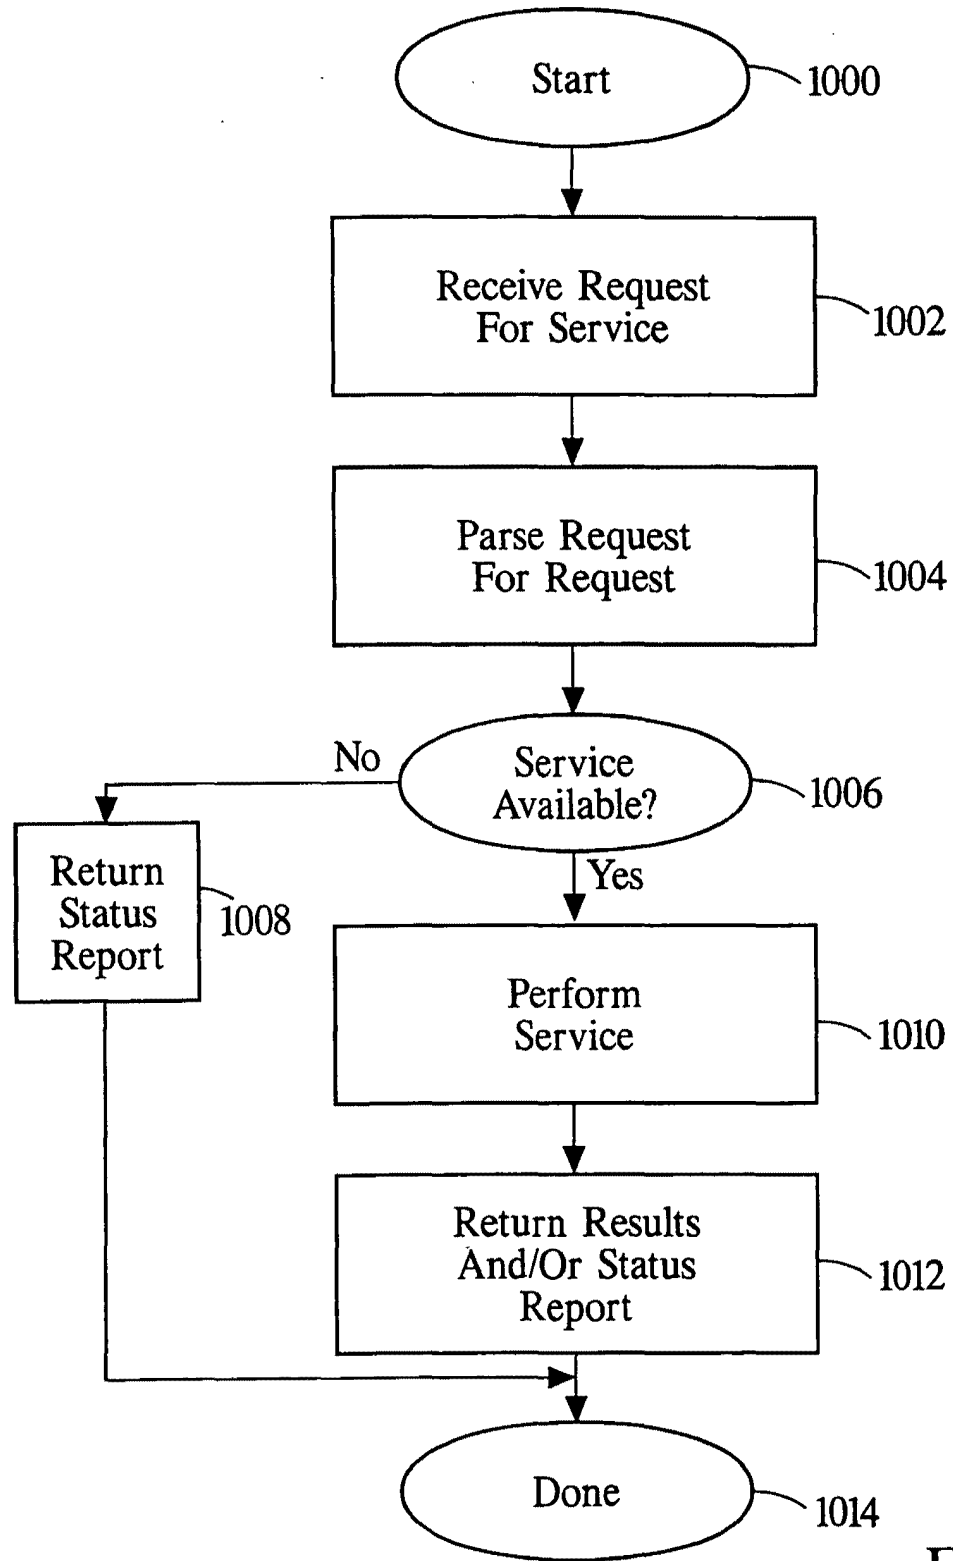 Start
1000
Receive Request
For Service
1002
Parse Request
For Request
1004
No
Service
Available?
1006
Yes
Return
Status
Report
1008
Perform
Service
1010
Return Results
And/Or Status
Report
1012
Done
1014